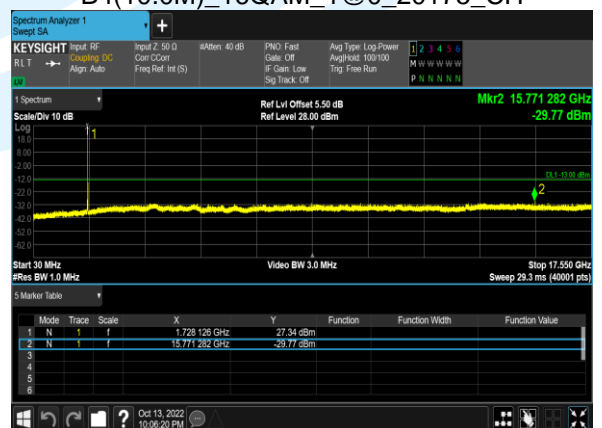 Spectrum Analyzer 1
Swept SA
+
KEYSIGHT Input: RF Input Z: 50 Ω #Atten: 40 dB PNO: Fast Avg Type: Log-Power 1 2 3 4 5 6
RLT Coupling: DC Corr CCorr Gate: Off Avg|Hold: 100/100 M W W W W W
Align: Auto Freq Ref: Int (S) IF Gain: Low Trig: Free Run P N N N N N
Sig Track: Off
LXI
1 Spectrum Ref Lvl Offset 5.50 dB Mkr2 15.771 282 GHz
Scale/Div 10 dB Ref Level 28.00 dBm -29.77 dBm
Log
18.0
8.00
-2.00
-12.0
-22.0
-32.0
-42.0
-52.0
-62.0
1
DL1 -13.00 dBm
2
Start 30 MHz Video BW 3.0 MHz Stop 17.550 GHz
#Res BW 1.0 MHz Sweep 29.3 ms (40001 pts)
5 Marker Table
Mode Trace Scale X Y Function Function Width Function Value
1 N 1 f 1.728 126 GHz 27.34 dBm
2 N 1 f 15.771 282 GHz -29.77 dBm
3
4
5
6
? Oct 13, 2022
10:06:20 PM